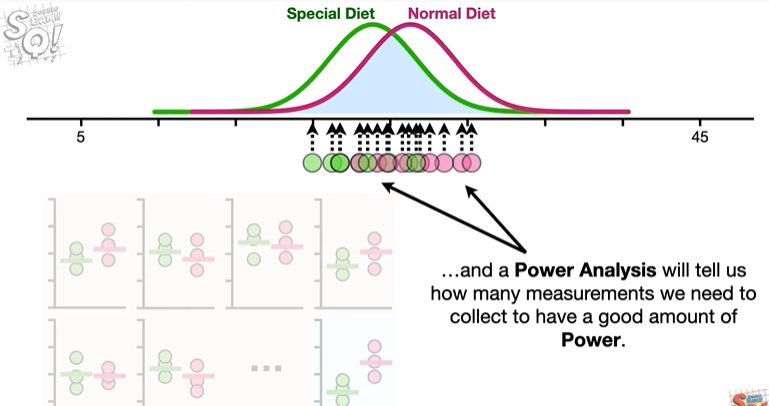 Special Diet
Normal Diet
5
45
…and a Power Analysis will tell us
how many measurements we need to
collect to have a good amount of
Power.